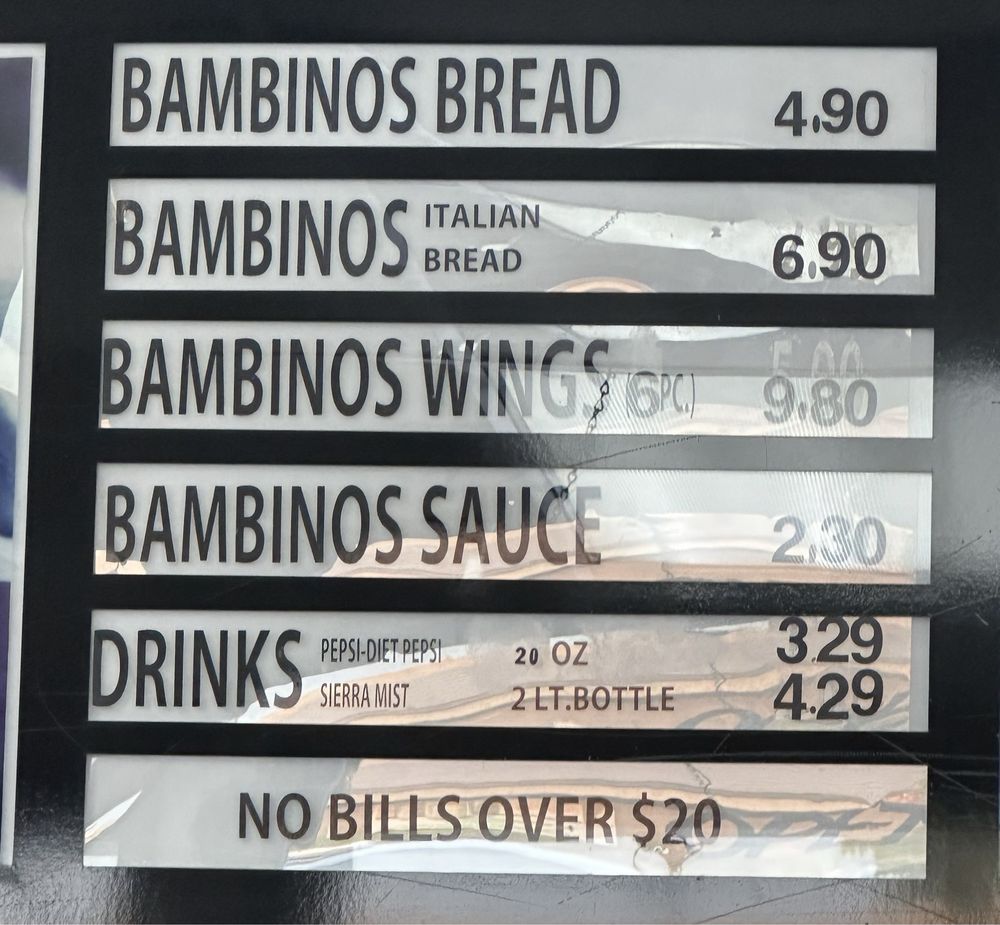 BAMBINOS BREAD 4.90
BAMBINOS ITALIAN BREAD 6.90
BAMBINOS WINGS (6PC.) 9.80
BAMBINOS SAUCE 2.30
DRINKS PEPSI-DIET PEPSI 20 OZ 3.29
SIERRA MIST 2 LT.BOTTLE 4.29
NO BILLS OVER $20